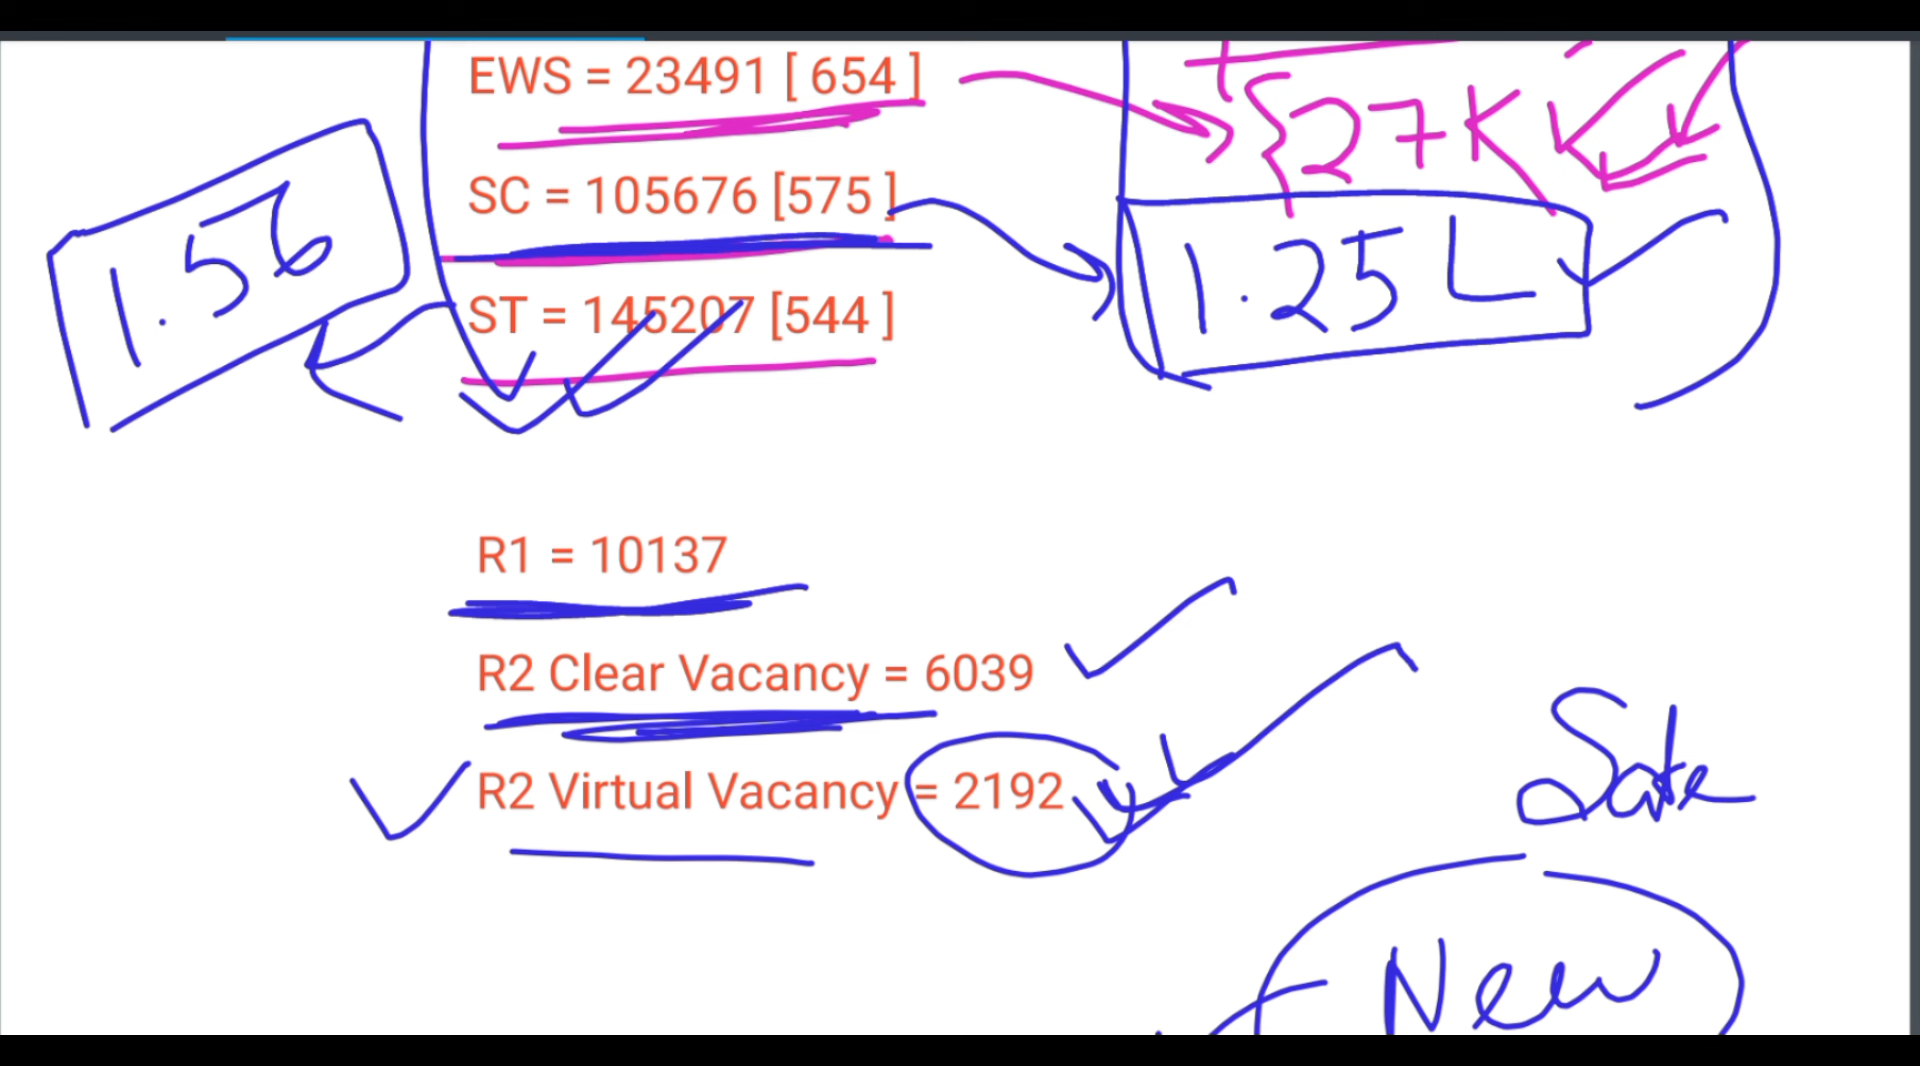 EWS = 23491 [ 654 ]
27K
SC = 105676 [575 ]
1.25L
1.56
ST = 145207 [544 ]
R1 = 10137
R2 Clear Vacancy = 6039
R2 Virtual Vacancy = 2192
New